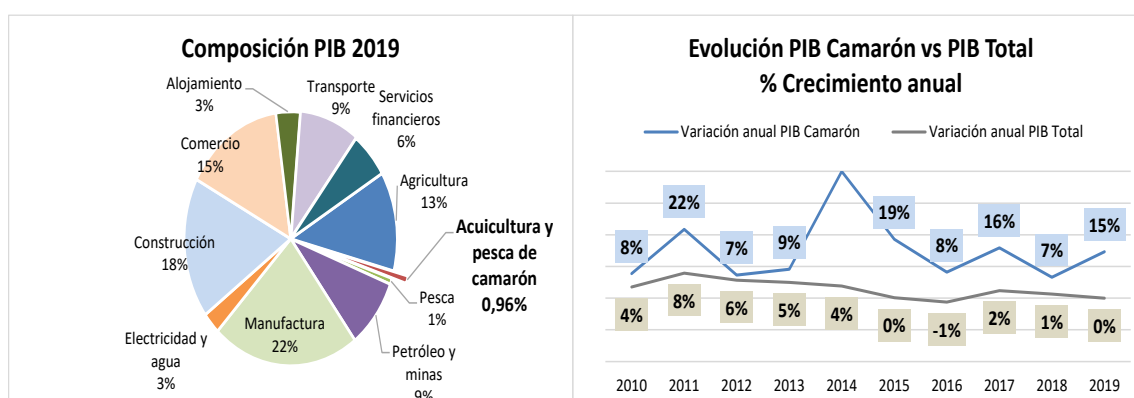 Composición PIB 2019
Alojamiento
3%
Transporte
9%
Servicios
financieros
6%
Comercio
15%
Agricultura
13%
Acuicultura y
pesca de
camarón
0,96%
Construcción
18%
Pesca
1%
Electricidad y
agua
3%
Manufactura
22%
Petróleo y
minas
9%
Evolución PIB Camarón vs PIB Total
% Crecimiento anual
Variación anual PIB Camarón
Variación anual PIB Total
8%
22%
7%
9%
19%
8%
16%
7%
15%
4%
8%
6%
5%
4%
0%
-1%
2%
1%
0%
2010 2011 2012 2013 2014 2015 2016 2017 2018 2019